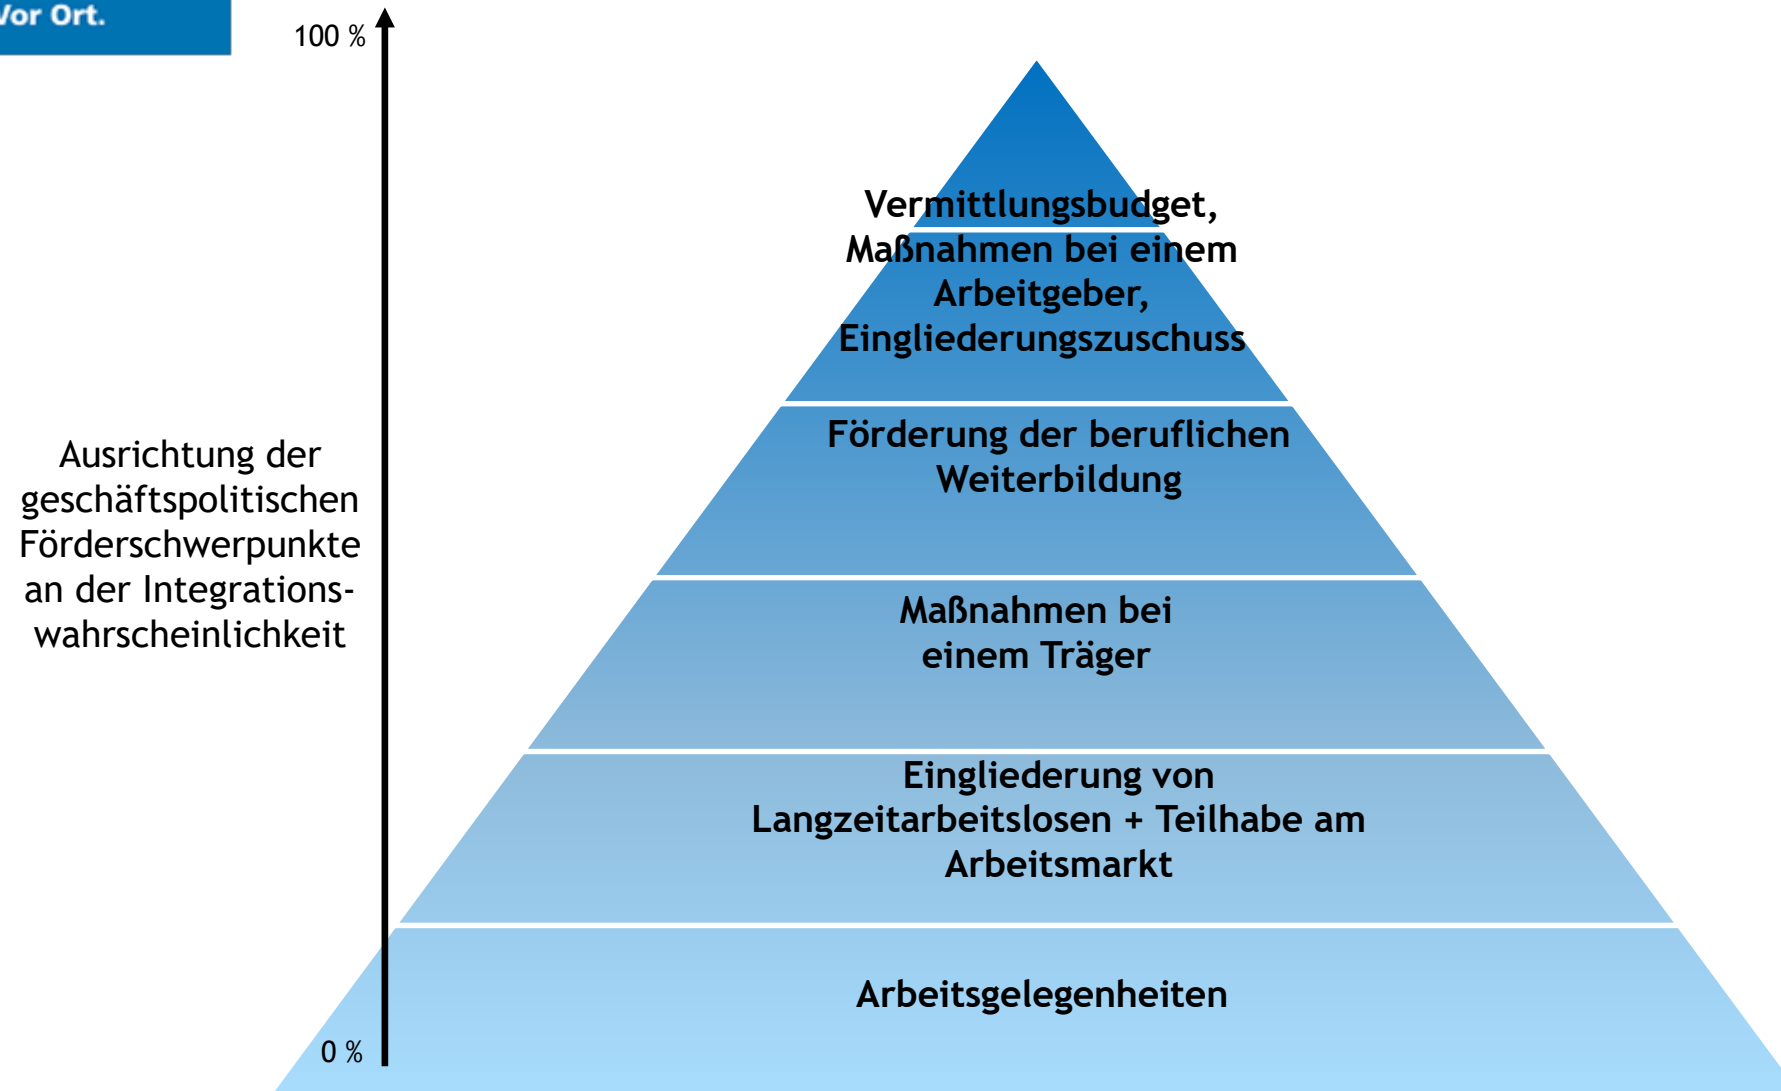 Vor Ort.
100 %
Vermittlungsbudget,
Maßnahmen bei einem
Arbeitgeber,
Eingliederungszuschuss
Förderung der beruflichen
Weiterbildung
Ausrichtung der
geschäftspolitischen
Förderschwerpunkte
an der Integrations-
wahrscheinlichkeit
Maßnahmen bei
einem Träger
Eingliederung von
Langzeitarbeitslosen + Teilhabe am
Arbeitsmarkt
Arbeitsgelegenheiten
0 %